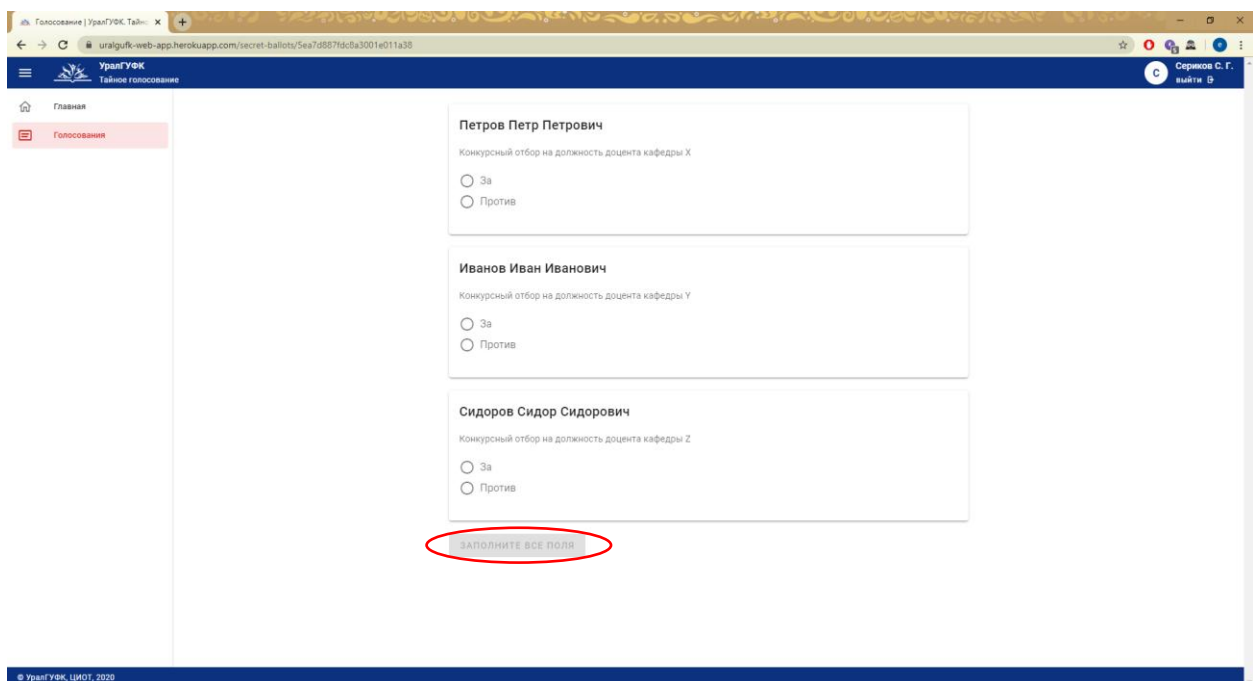 Голосование | УралГУФК. Тайно
uralgufk-web-app.herokuapp.com/secret-ballots/5ea7d887fdc8a3001e011a38
УралГУФК
Тайное голосование
С
Сериков С. Г.
выйти
Главная
Голосования
Петров Петр Петрович
Конкурсный отбор на должность доцента кафедры X
За
Против
Иванов Иван Иванович
Конкурсный отбор на должность доцента кафедры Y
За
Против
Сидоров Сидор Сидорович
Конкурсный отбор на должность доцента кафедры Z
За
Против
ЗАПОЛНИТЕ ВСЕ ПОЛЯ
© УралГУФК, ЦИОТ, 2020